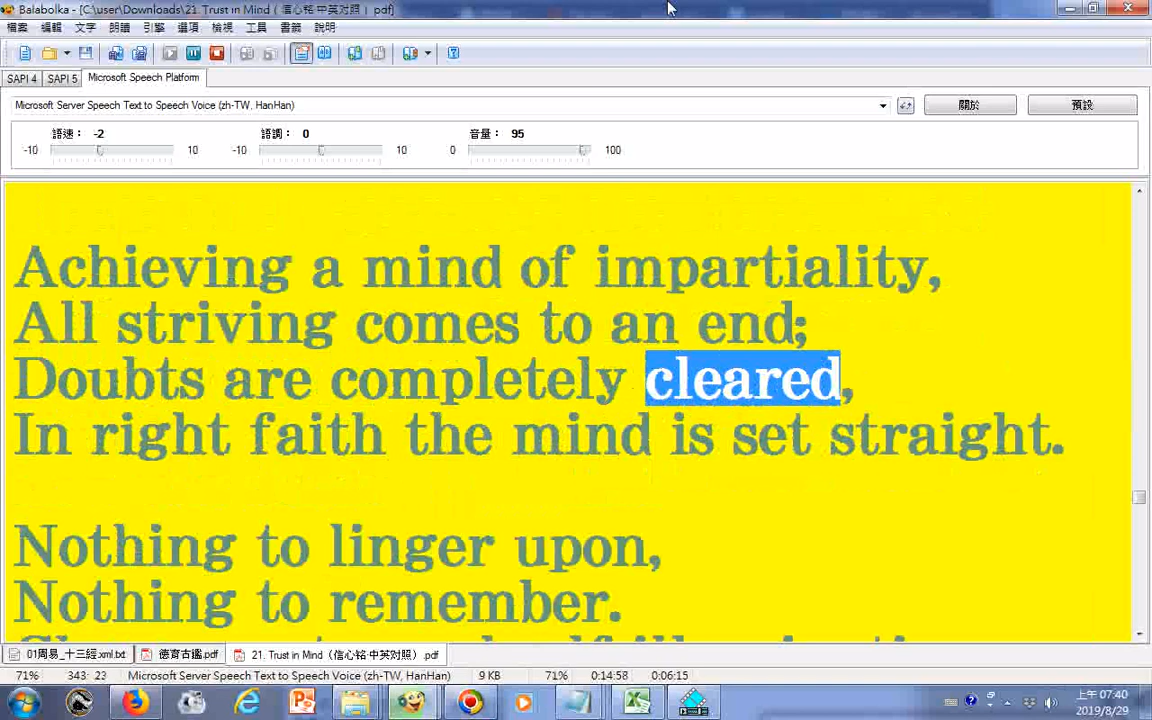 Balabolka - [C:\user\Downloads\21. Trust in Mind（信心铭·中英对照）.pdf]
檔案 編輯 文字 朗讀 引擎 選項 檢視 工具 書籤 說明
SAPI 4 SAPI 5 Microsoft Speech Platform
Microsoft Server Speech Text to Speech Voice (zh-TW, HanHan) 關於 預設
語速： -2 語調： 0 音量： 95
-10 10 -10 10 0 100
Achieving a mind of impartiality,
All striving comes to an end;
Doubts are completely cleared,
In right faith the mind is set straight.
Nothing to linger upon,
Nothing to remember.
01周易_十三經.xml.txt 德育古鑑.pdf 21. Trust in Mind（信心铭·中英对照）.pdf
71% 343: 23 Microsoft Server Speech Text to Speech Voice (zh-TW, HanHan) 9 KB 71% 0:14:58 0:06:15
上午 07:40
2019/8/29